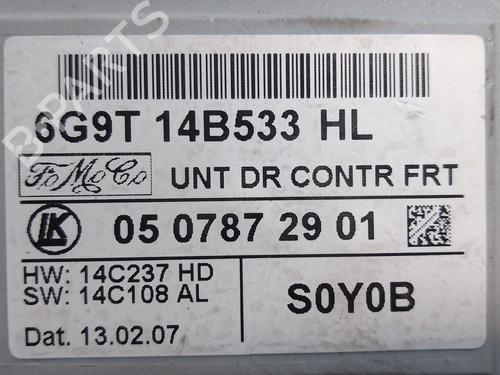 B-PARTS
6G9T 14B533 HL
FoMoCo UNT DR CONTR FRT
LK 05 0787 29 01
HW: 14C237 HD
SW: 14C108 AL
S0Y0B
Dat. 13.02.07